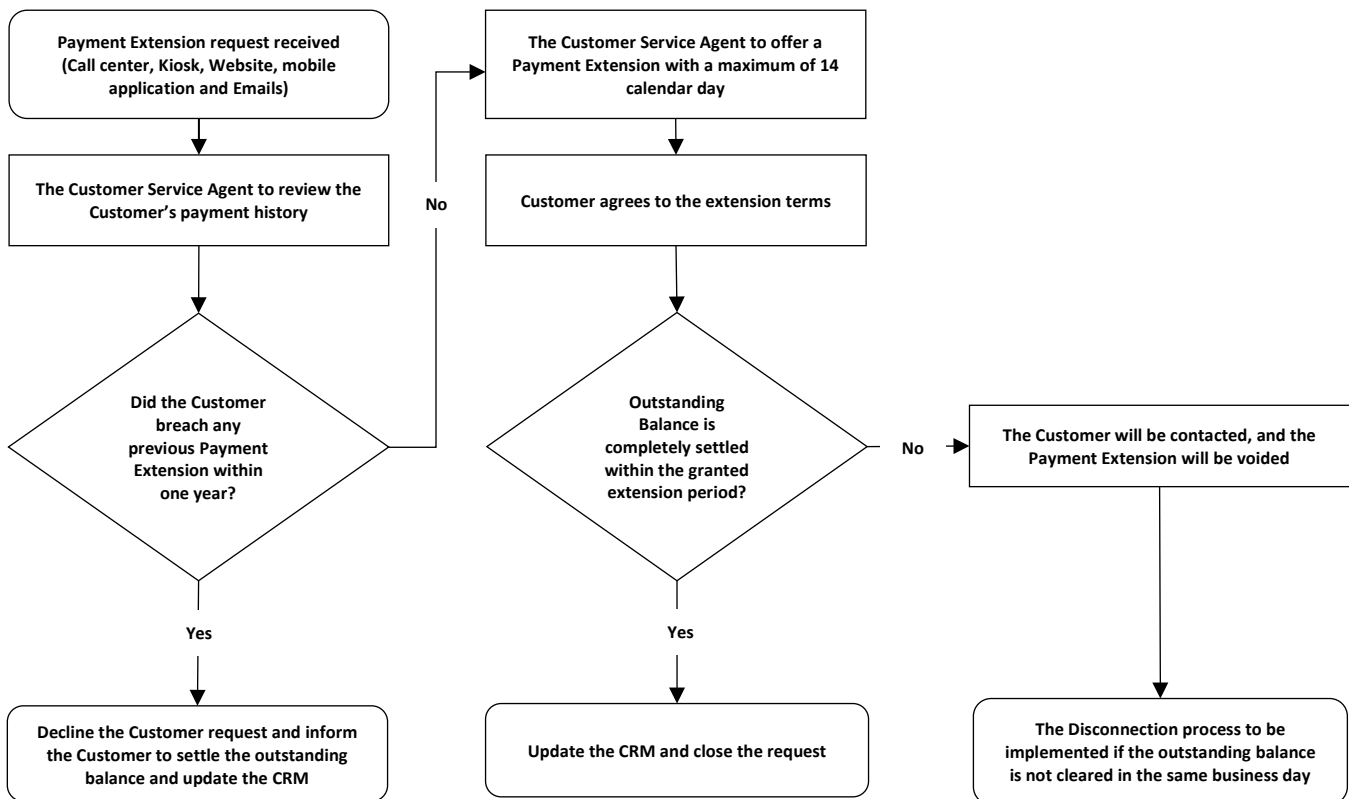 Payment Extension request received
(Call center, Kiosk, Website, mobile
application and Emails)
The Customer Service Agent to review the
Customer’s payment history
Did the Customer
breach any
previous Payment
Extension within
one year?
Yes
Decline the Customer request and inform
the Customer to settle the outstanding
balance and update the CRM
No
The Customer Service Agent to offer a
Payment Extension with a maximum of 14
calendar day
Customer agrees to the extension terms
Outstanding
Balance is
completely settled
within the granted
extension period?
Yes
Update the CRM and close the request
No
The Customer will be contacted, and the
Payment Extension will be voided
The Disconnection process to be
implemented if the outstanding balance
is not cleared in the same business day